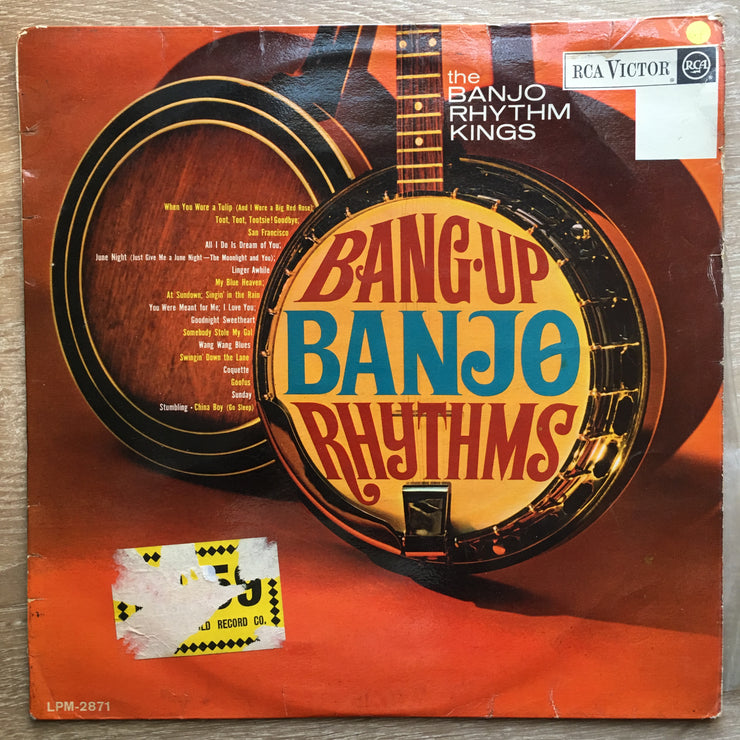 the
BANJO
RHYTHM
KINGS
RCA VICTOR
RCA
When You Wore a Tulip (And I Wore a Big Red Rose);
Toot, Toot, Tootsie! Goodbye;
San Francisco
All I Do Is Dream of You;
June Night (Just Give Me a June Night—The Moonlight and You);
Linger Awhile
My Blue Heaven;
At Sundown; Singin' in the Rain
You Were Meant for Me; I Love You;
Goodnight Sweetheart
Somebody Stole My Gal
Wang Wang Blues
Swingin' Down the Lane
Coquette
Goofus
Sunday
Stumbling • China Boy (Go Sleep)
BANG-UP
BANJO
RHYTHMS
59
LD RECORD CO.
LPM-2871